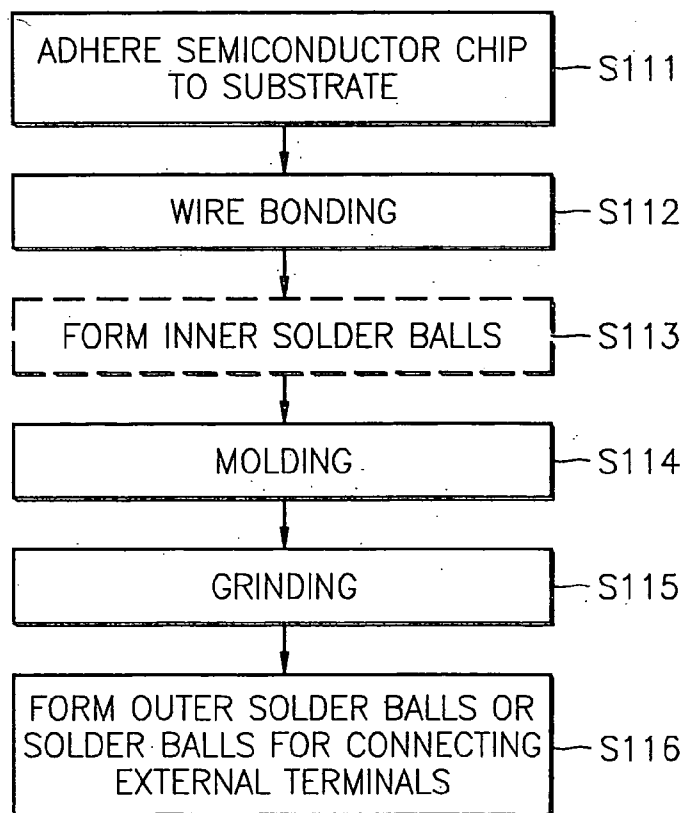 ADHERE SEMICONDUCTOR CHIP
TO SUBSTRATE
S111
WIRE BONDING
S112
FORM INNER SOLDER BALLS
S113
MOLDING
S114
GRINDING
S115
FORM OUTER SOLDER BALLS OR
SOLDER BALLS FOR CONNECTING
EXTERNAL TERMINALS
S116